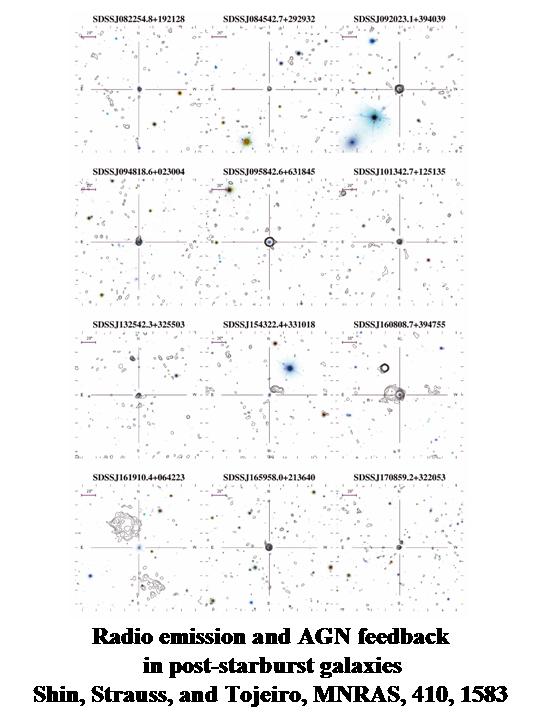 SDSSJ082254.8+192128 SDSSJ084542.7+292932 SDSSJ092023.1+394039
SDSSJ094818.6+023004 SDSSJ095842.6+631845 SDSSJ101342.7+125135
SDSSJ132542.3+325503 SDSSJ154322.4+331018 SDSSJ160808.7+394755
SDSSJ161910.4+064223 SDSSJ165958.0+213640 SDSSJ170859.2+322053
Radio emission and AGN feedback
in post-starburst galaxies
Shin, Strauss, and Tojeiro, MNRAS, 410, 1583